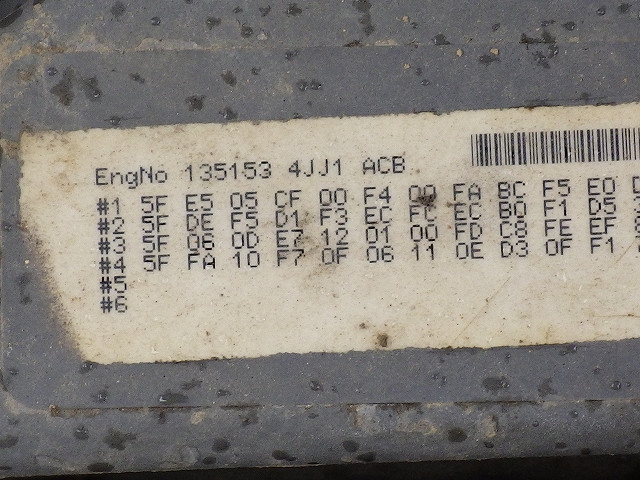 EngNo 135153 4JJ1 ACB
#1 5F E5 05 CF 00 F4 00 FA BC F5 E0
#2 5F DE F5 D1 F3 EC FC EC B0 F1 D5
#3 5F 06 0D E7 12 01 00 FD C8 FE EF
#4 5F FA 10 F7 0F 06 11 0E D3 0F F1
#5
#6